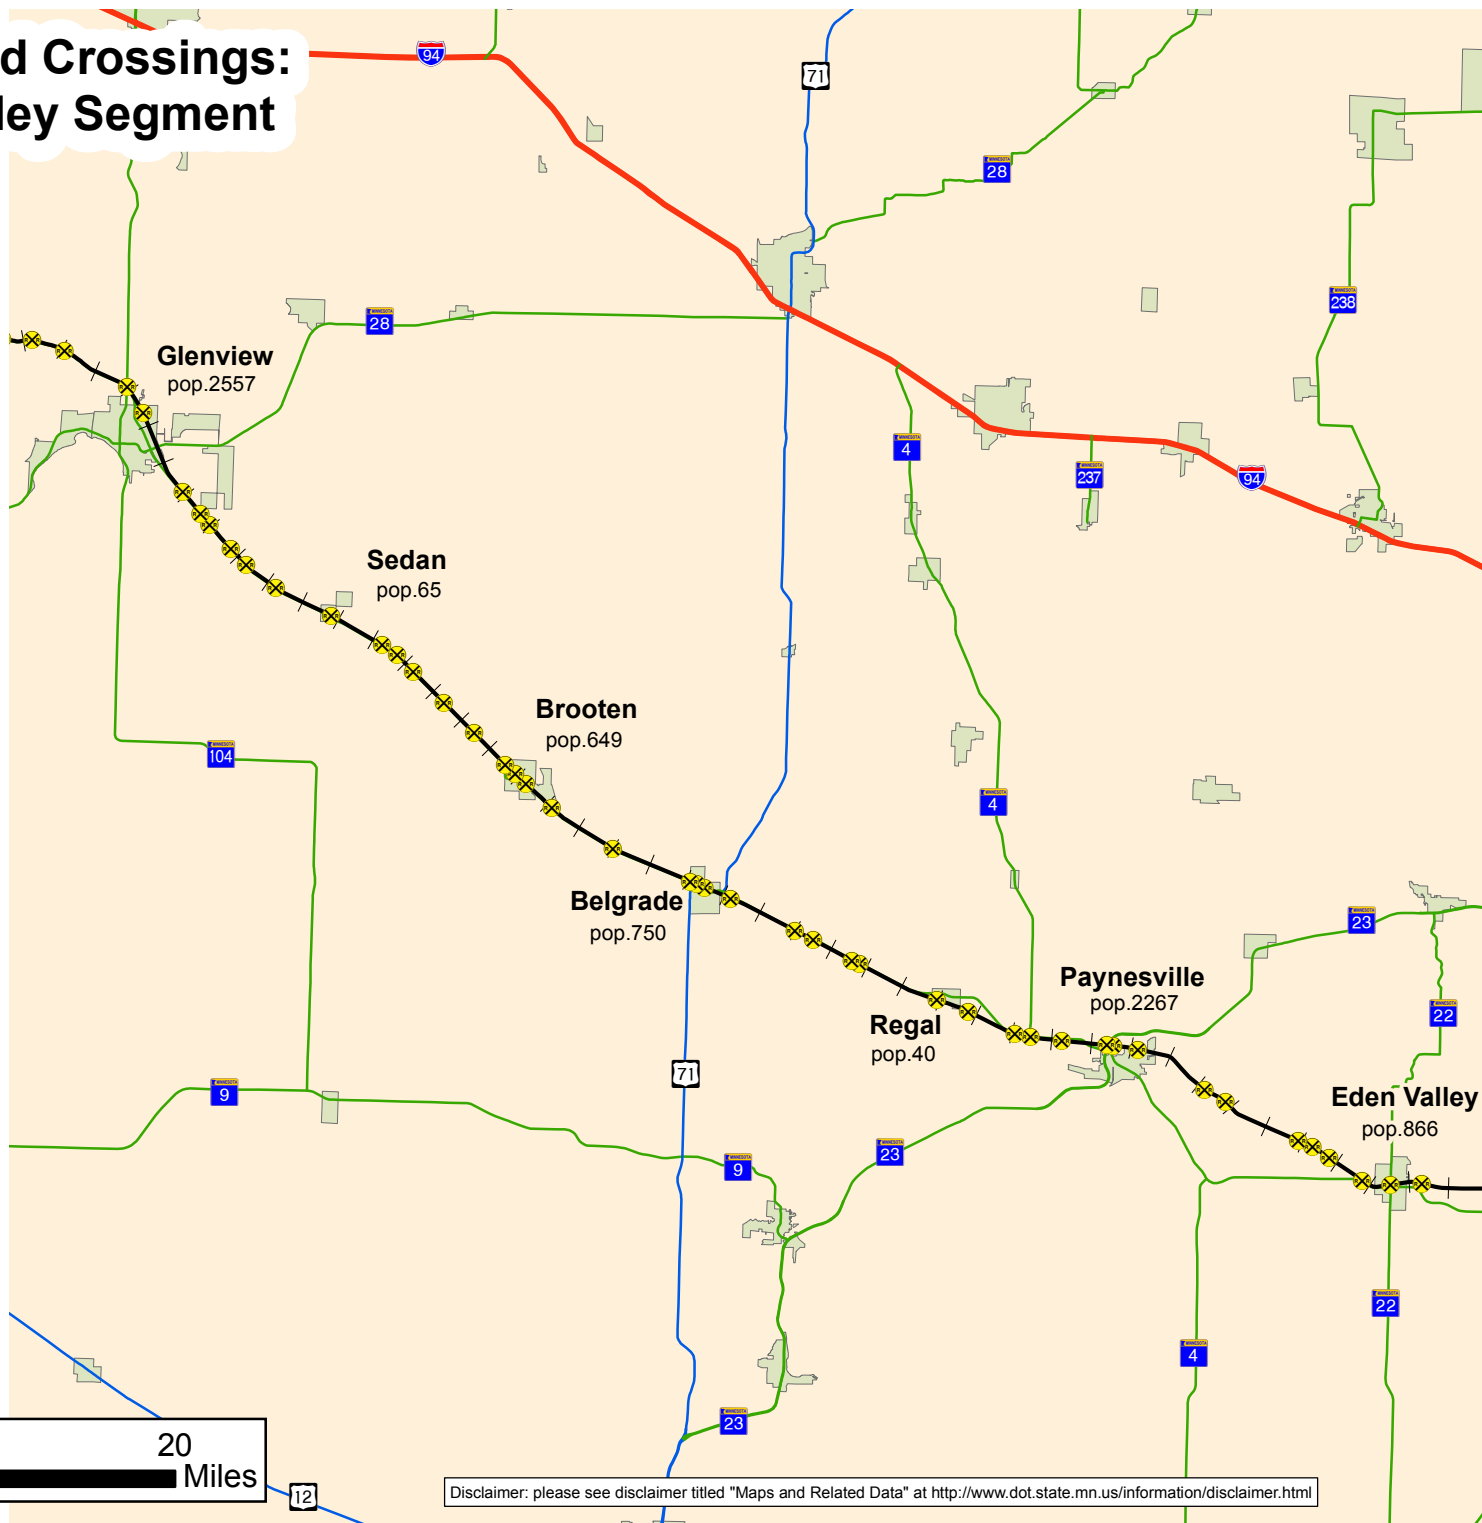 d Crossings:
ley Segment
94
71
28
238
28
Glenview
pop.2557
4
237
94
Sedan
pop.65
Brooten
pop.649
104
4
Belgrade
pop.750
23
Paynesville
pop.2267
22
Regal
pop.40
71
9
Eden Valley
pop.866
23
9
22
4
23
20
Miles
12
Disclaimer: please see disclaimer titled "Maps and Related Data" at http://www.dot.state.mn.us/information/disclaimer.html